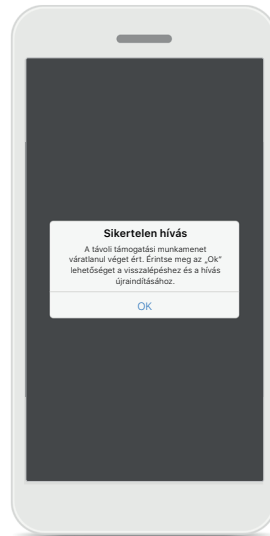 Sikertelen hívás
A távoli támogatási munkamenet
váratlanul véget ért. Érintse meg az „Ok”
lehetőséget a visszalépéshez és a hívás
újraindításához.
OK